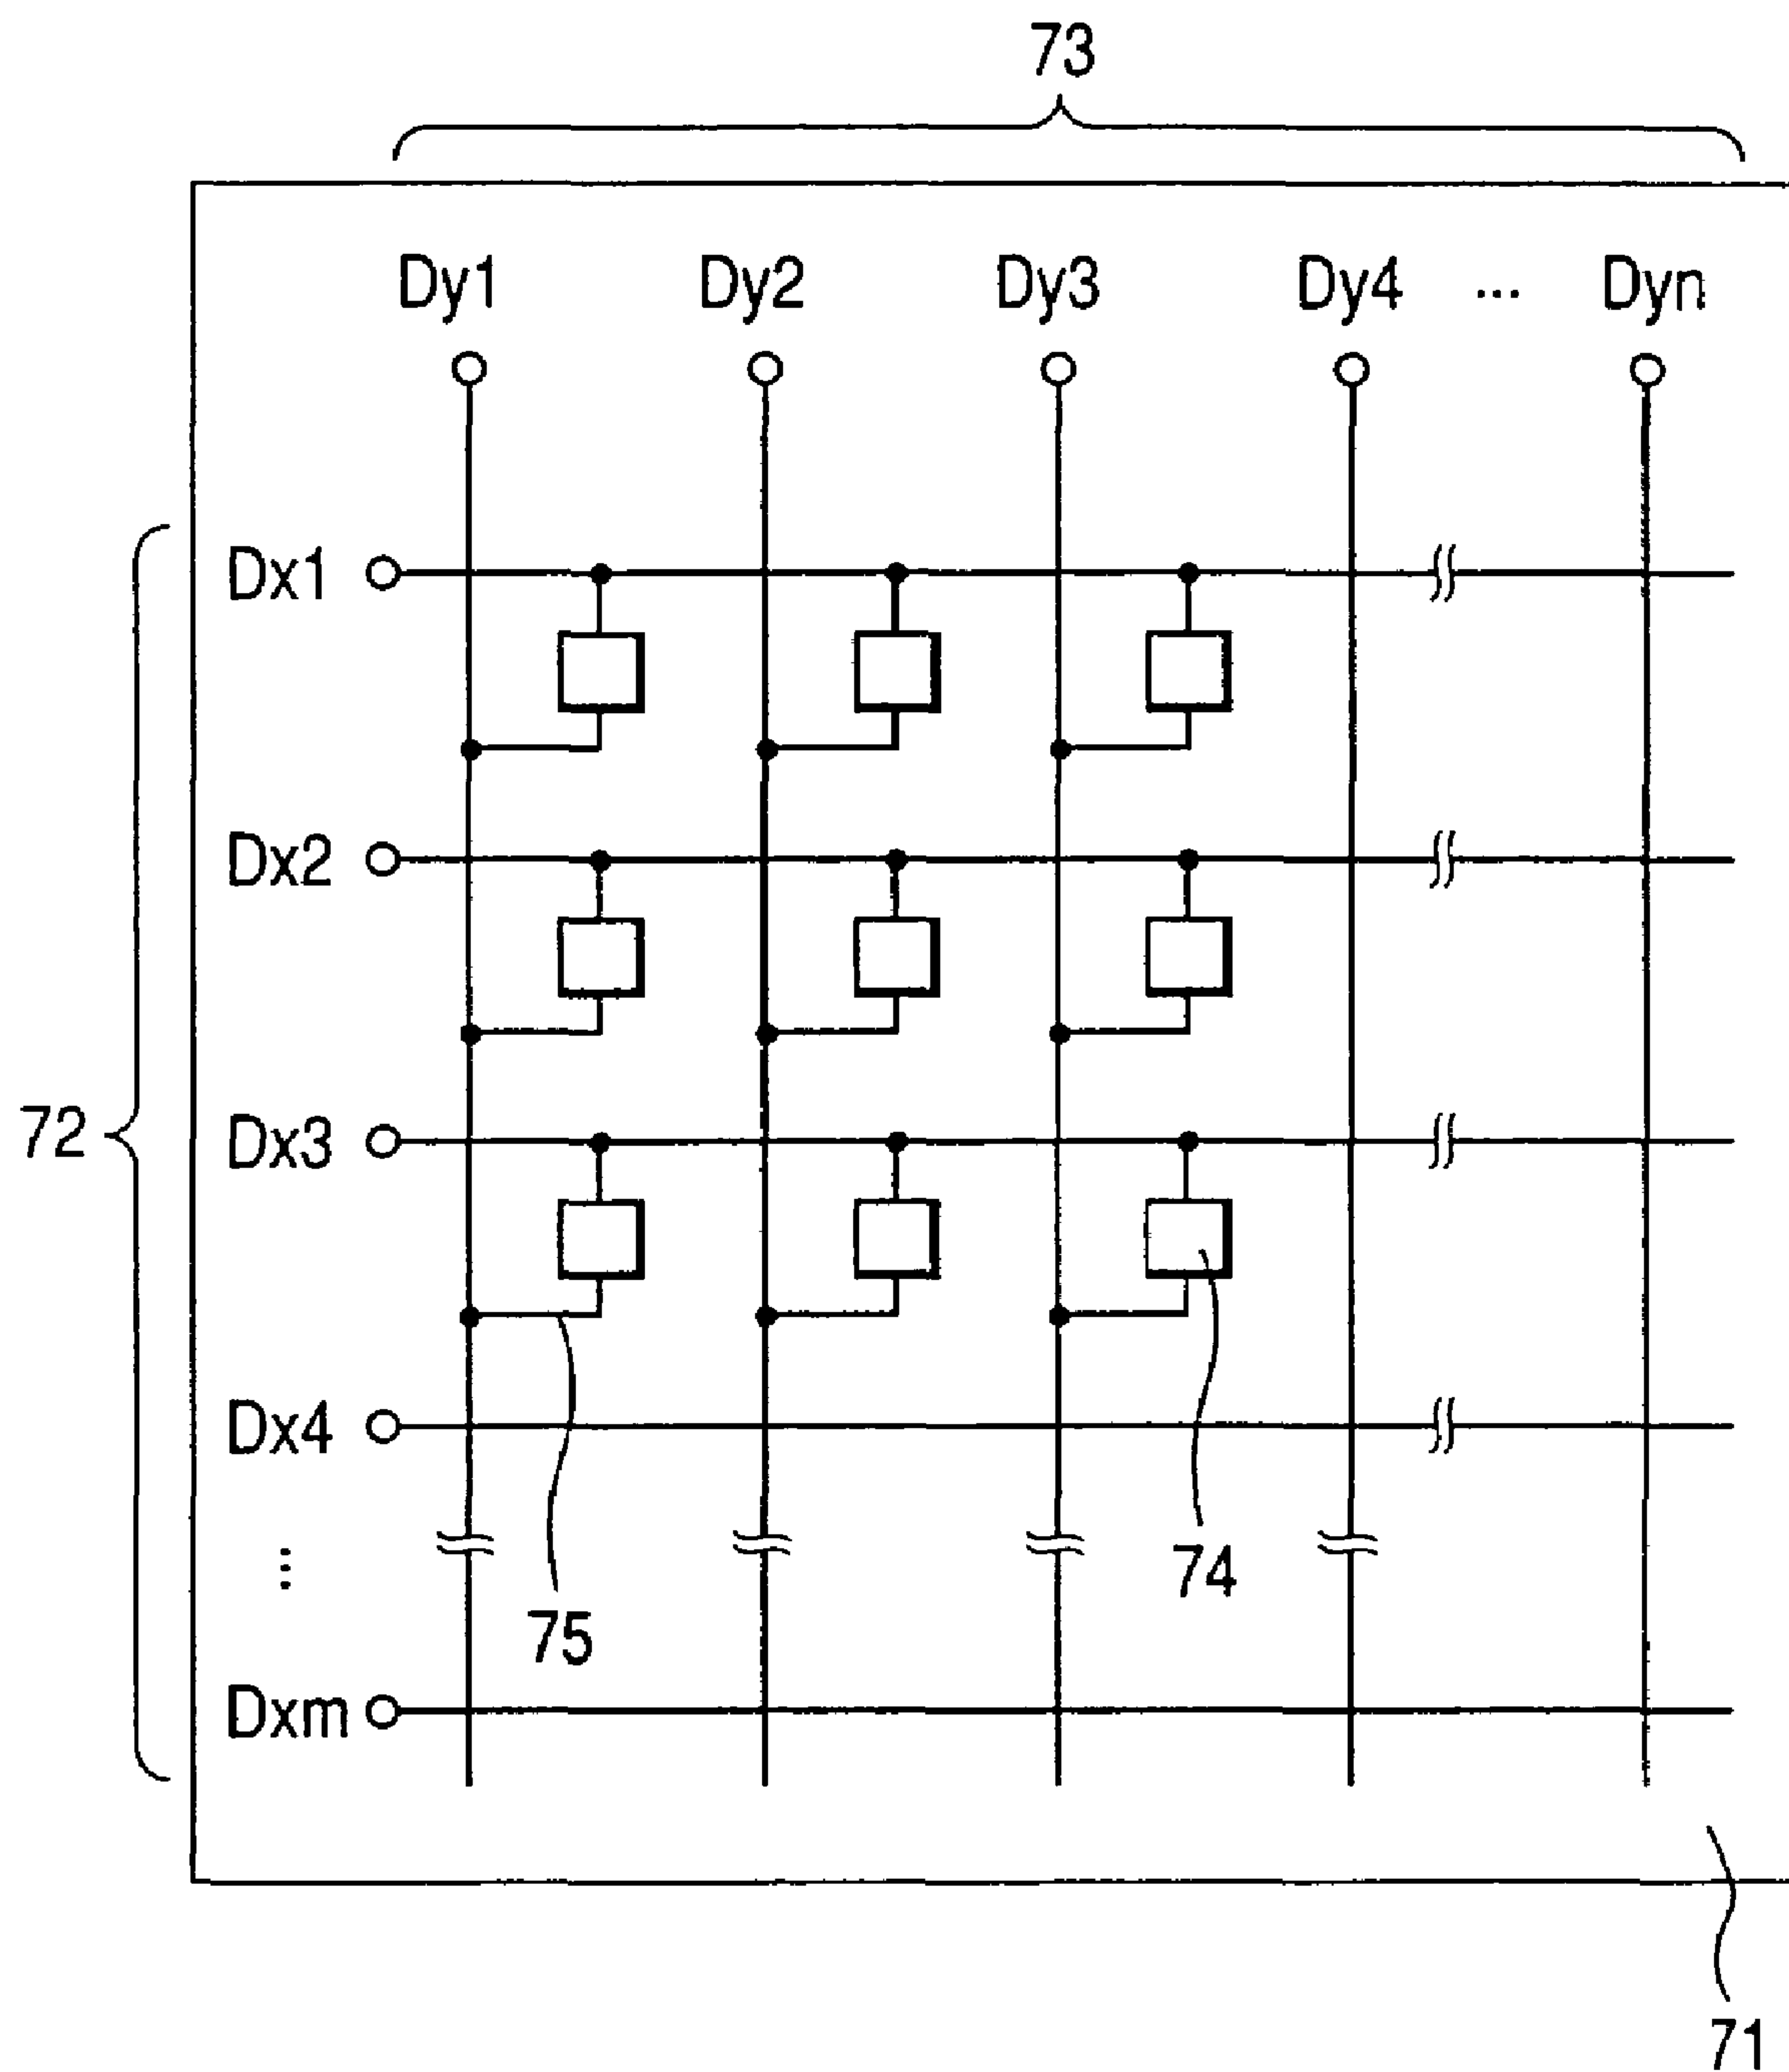 73
Dy1 Dy2 Dy3 Dy4 ... Dyn
Dx1
Dx2
72
Dx3
Dx4
...
74
75
Dxm
71